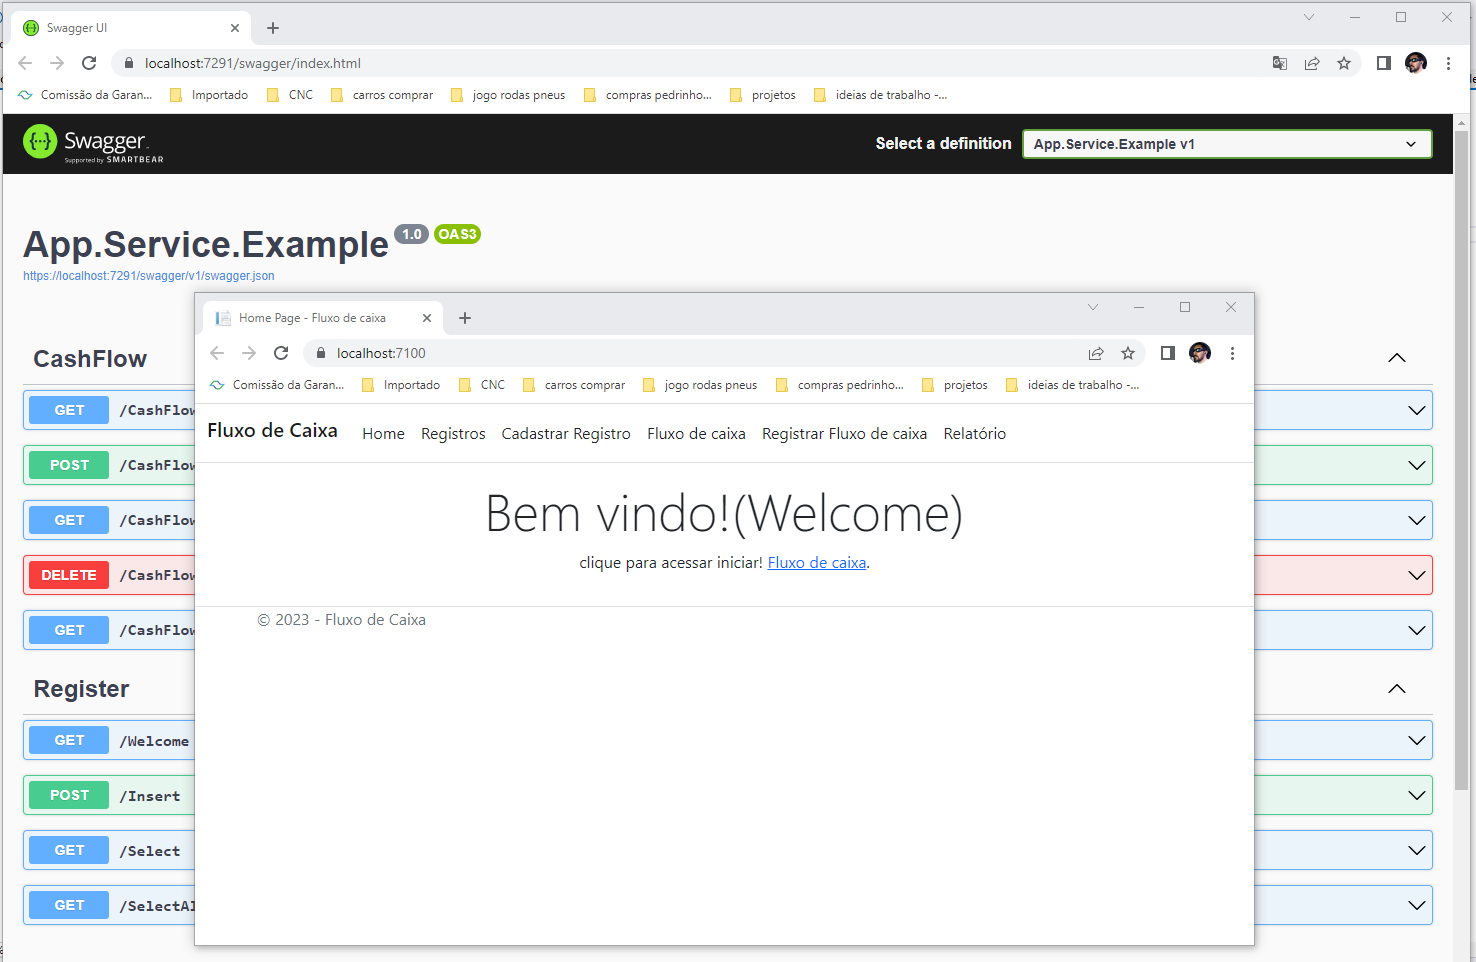 Swagger UI
localhost:7291/swagger/index.html
Comissão da Garan...
Importado
CNC
carros comprar
jogo rodas pneus
compras pedrinho...
projetos
ideias de trabalho -...
Swagger
Supported by SMARTBEAR
Select a definition
App.Service.Example v1
App.Service.Example 1.0 OAS3
https://localhost:7291/swagger/v1/swagger.json
CashFlow
GET /CashFlow
POST /CashFlow
GET /CashFlow
DELETE /CashFlow
GET /CashFlow
Register
GET /Welcome
POST /Insert
GET /Select
GET /SelectAl
Home Page - Fluxo de caixa
localhost:7100
Comissão da Garan...
Importado
CNC
carros comprar
jogo rodas pneus
compras pedrinho...
projetos
ideias de trabalho -...
Fluxo de Caixa
Home
Registros
Cadastrar Registro
Fluxo de caixa
Registrar Fluxo de caixa
Relatório
Bem vindo!(Welcome)
clique para acessar iniciar! Fluxo de caixa.
© 2023 - Fluxo de Caixa